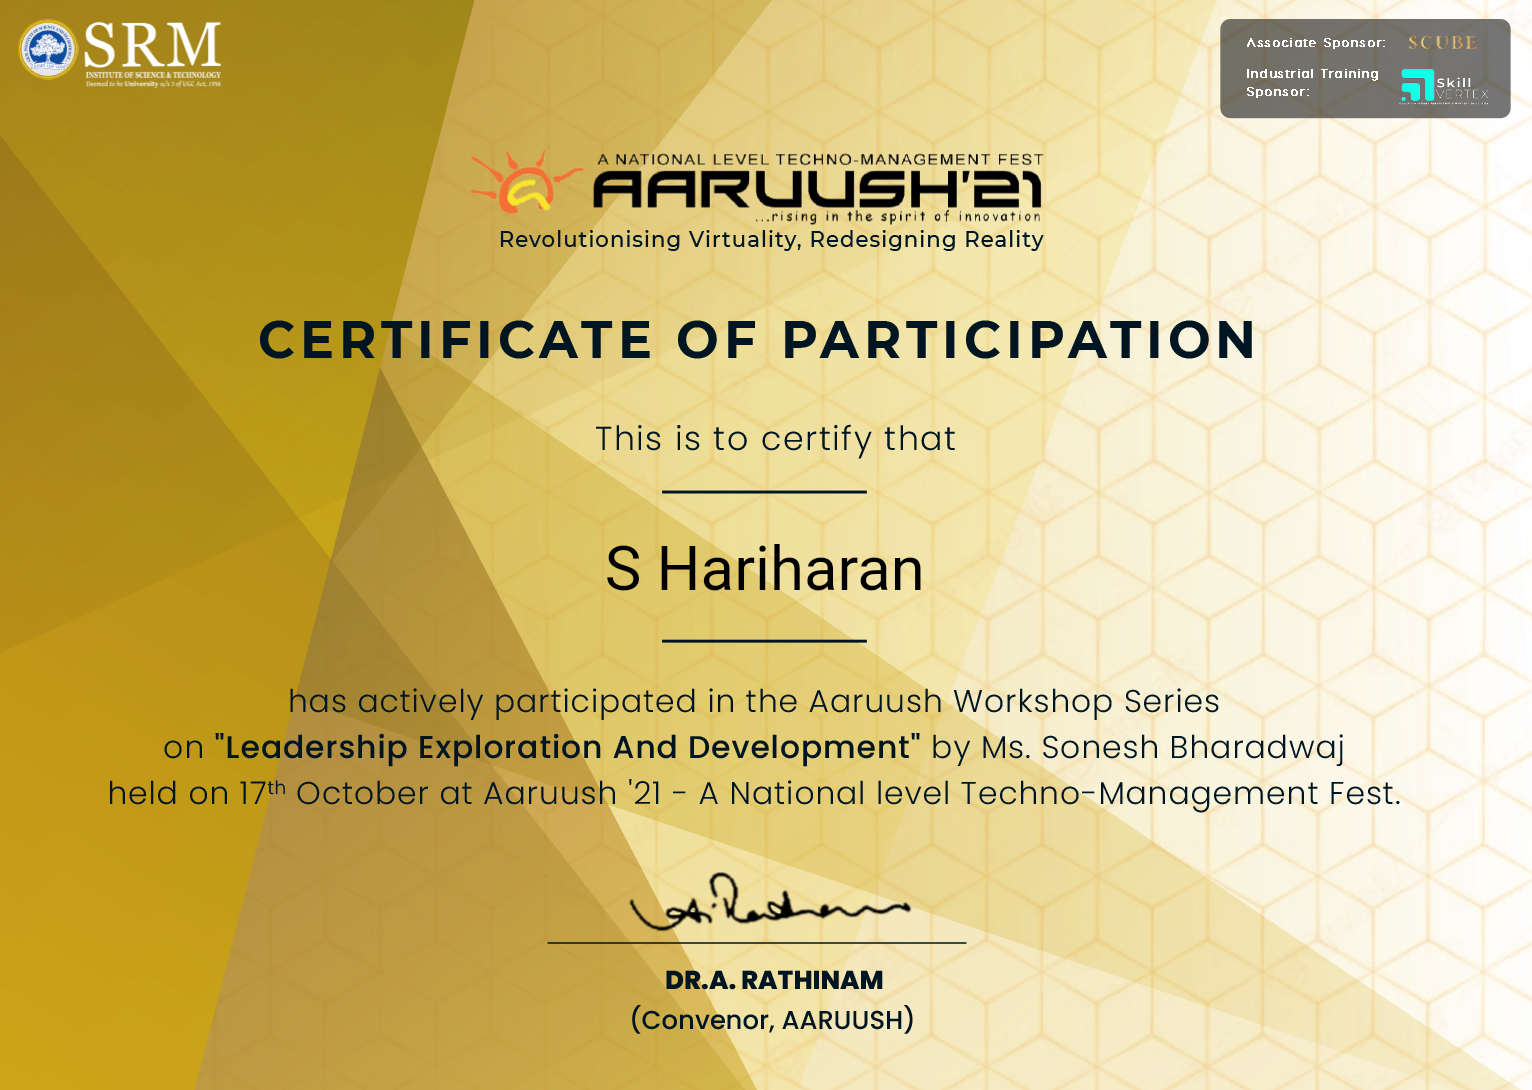 SRM
INSTITUTE OF SCIENCE & TECHNOLOGY
Deemed to be University u/s 3 of UGC Act, 1956
Associate Sponsor: SCUBE
Industrial Training
Sponsor:
Skill
VERTEX
A NATIONAL LEVEL TECHNO-MANAGEMENT FEST
AARUUSH'21
...rising in the spirit of innovation
Revolutionising Virtuality, Redesigning Reality
CERTIFICATE OF PARTICIPATION
This is to certify that
S Hariharan
has actively participated in the Aaruush Workshop Series
on "Leadership Exploration And Development" by Ms. Sonesh Bharadwaj
held on 17th October at Aaruush '21 - A National level Techno-Management Fest.
A. Rathinam
DR.A. RATHINAM
(Convenor, AARUUSH)